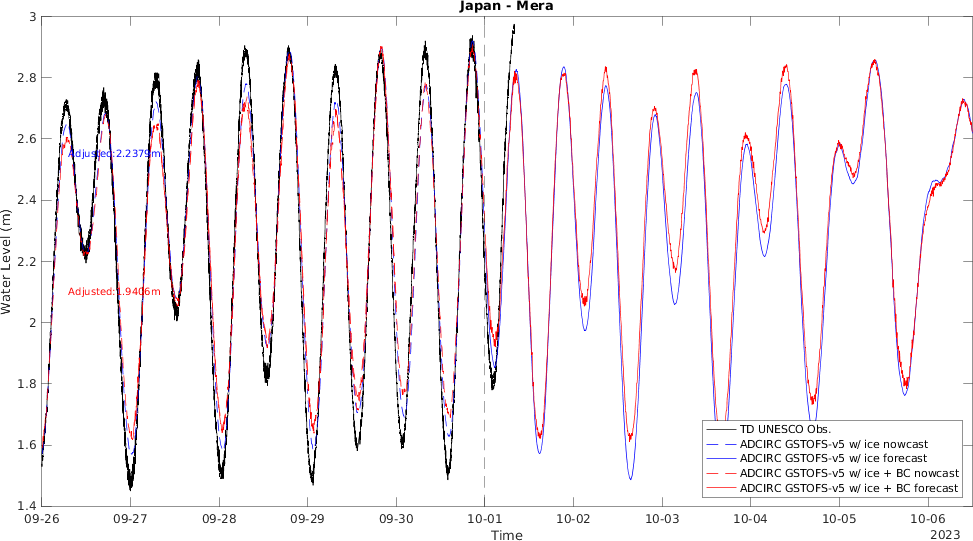 Japan - Mera
3
2.8
2.6
2.4
2.2
2
1.8
1.6
1.4
Water Level (m)
Adjusted:2.2379m
Adjusted:1.9406m
TD UNESCO Obs.
ADCIRC GSTOFS-v5 w/ ice nowcast
ADCIRC GSTOFS-v5 w/ ice forecast
ADCIRC GSTOFS-v5 w/ ice + BC nowcast
ADCIRC GSTOFS-v5 w/ ice + BC forecast
09-26 09-27 09-28 09-29 09-30 10-01 10-02 10-03 10-04 10-05 10-06
2023
Time